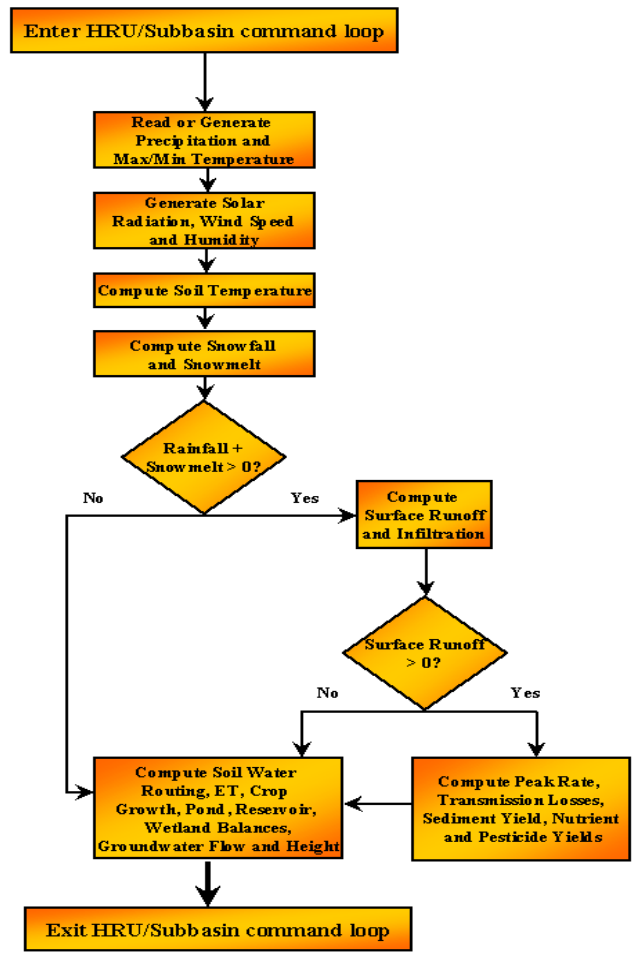 Enter HRU/Subbasin command loop
Read or Generate
Precipitation and
Max/Min Temperature
Generate Solar
Radiation, Wind Speed
and Humidity
Compute Soil Temperature
Compute Snowfall
and Snowmelt
Rainfall +
Snowmelt > 0?
No
Yes
Compute
Surface Runoff
and Infiltration
Surface Runoff
> 0?
No
Yes
Compute Soil Water
Routing, ET, Crop
Growth, Pond, Reservoir,
Wetland Balances,
Groundwater Flow and Height
Compute Peak Rate,
Transmission Losses,
Sediment Yield, Nutrient
and Pesticide Yields
Exit HRU/Subbasin command loop